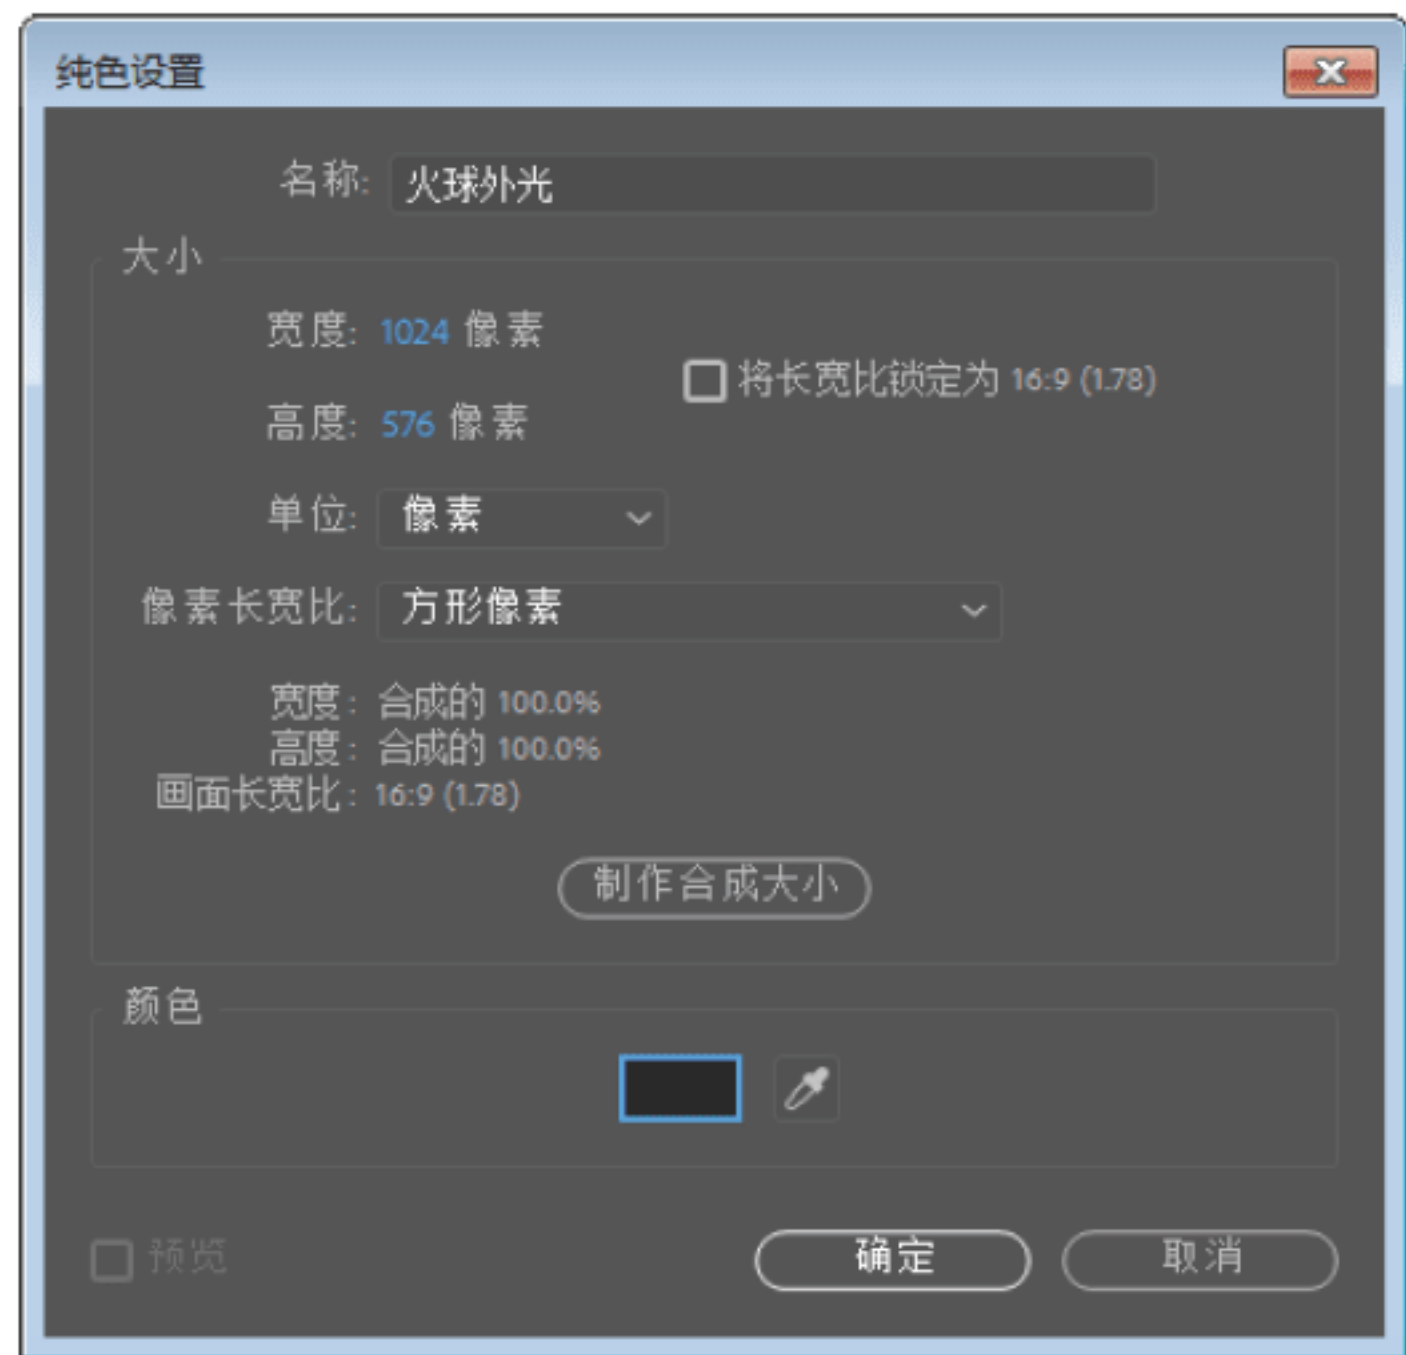 纯色设置
名称: 火球外光
大小
宽度: 1024 像素
将长宽比锁定为 16:9 (1.78)
高度: 576 像素
单位: 像素
像素长宽比: 方形像素
宽度: 合成的 100.0%
高度: 合成的 100.0%
画面长宽比: 16:9 (1.78)
制作合成大小
颜色
预览
确定
取消